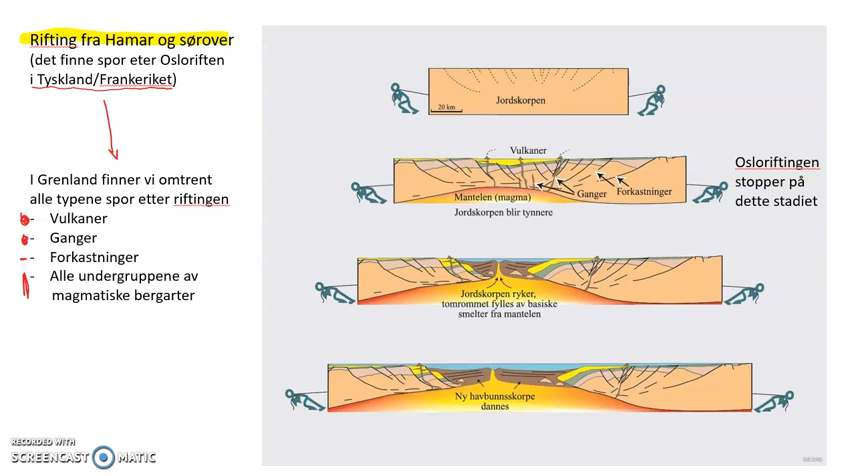 Rifting fra Hamar og sørover
(det finne spor eter Osloriften
i Tyskland/Frankeriket)
I Grenland finner vi omtrent
alle typene spor etter riftingen
- Vulkaner
- Ganger
- Forkastninger
- Alle undergruppene av
magmatiske bergarter
Jordskorpen
20 km
Vulkaner
Mantelen (magma)
Ganger
Forkastninger
Jordskorpen blir tynnere
Osloriftingen
stopper på
dette stadiet
Jordskorpen ryker,
tomrommet fylles av basiske
smelter fra mantelen
Ny havbunnsskorpe
dannes
RECORDED WITH
SCREENCAST MATIC